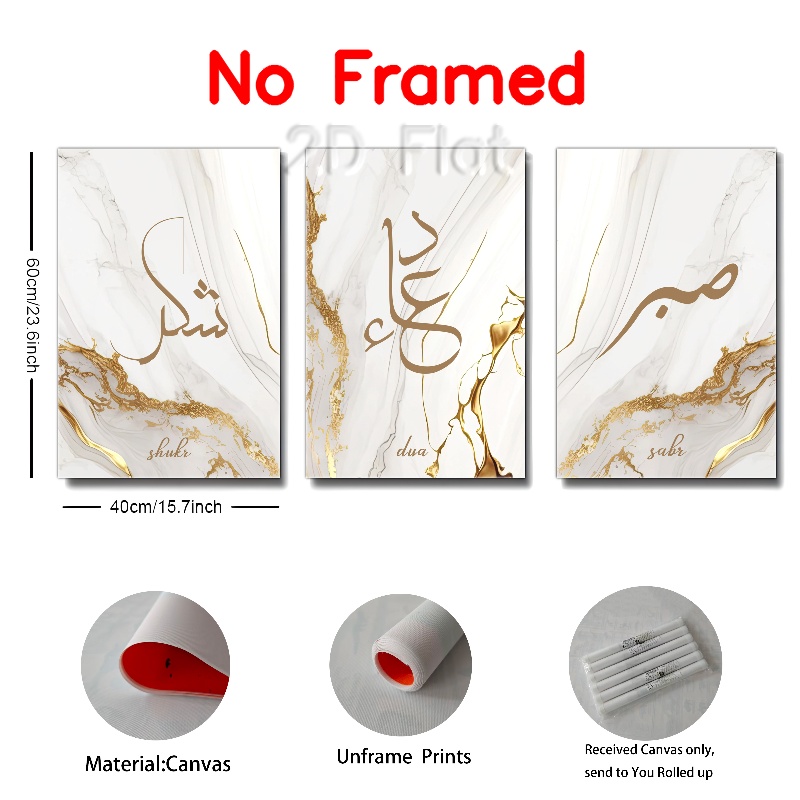 No Framed
2D Flat
شكر
دعاء
صبر
shukr
dua
sabr
60cm/23.6inch
40cm/15.7inch
Material:Canvas
Unframe Prints
Received Canvas only,
send to You Rolled up